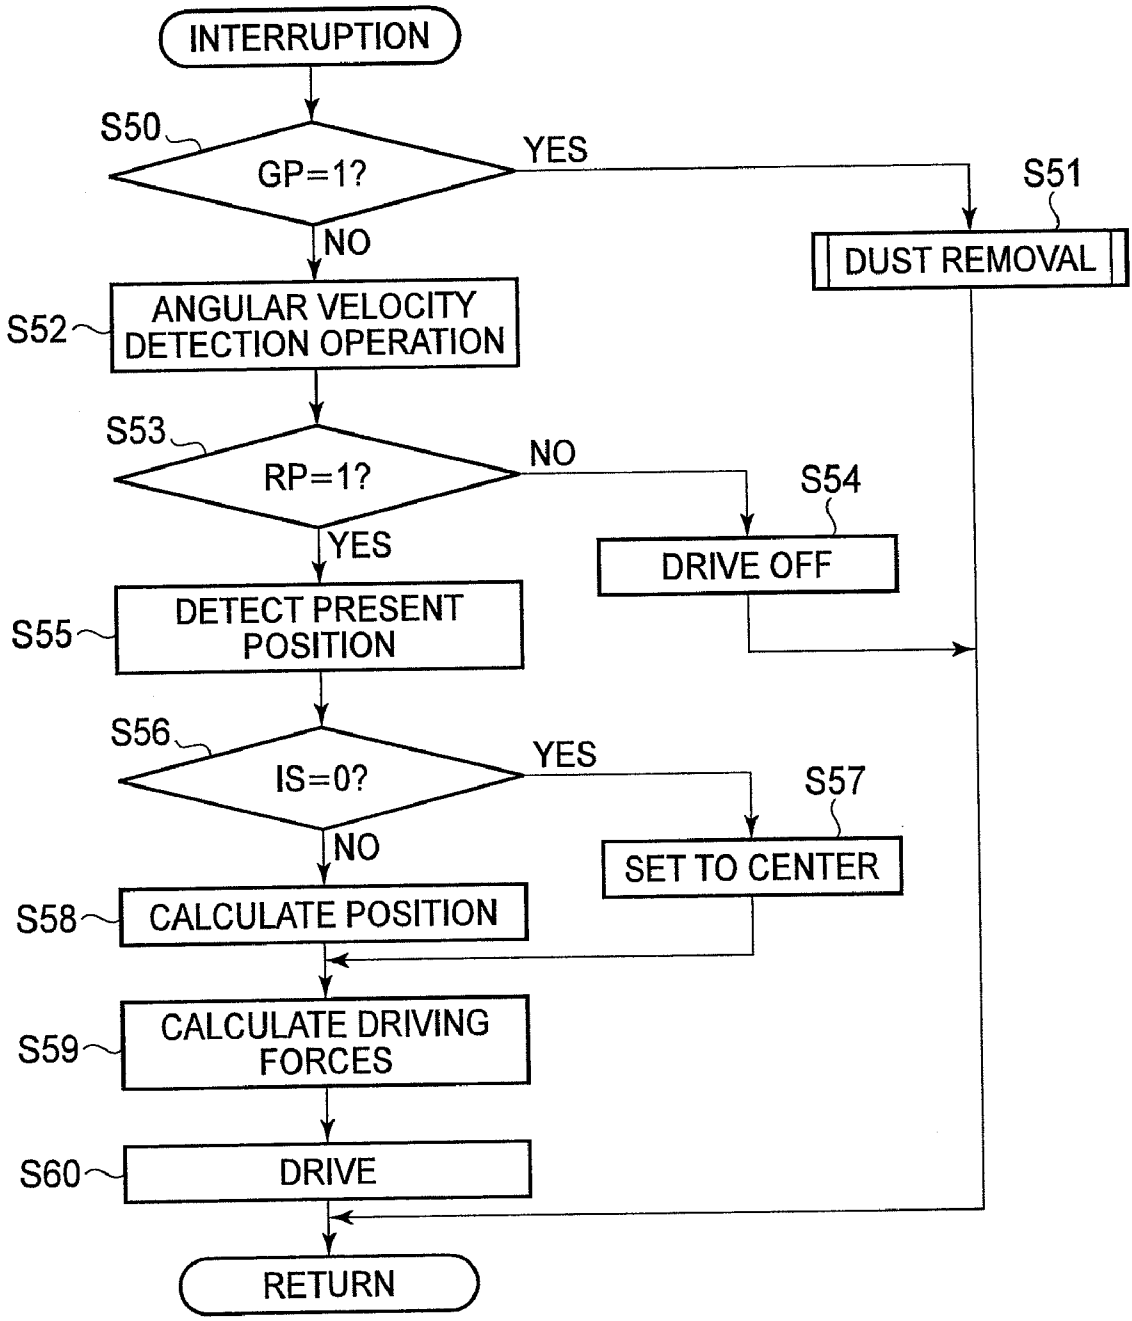 INTERRUPTION
S50
GP=1?
YES
S51
DUST REMOVAL
NO
S52
ANGULAR VELOCITY
DETECTION OPERATION
S53
RP=1?
NO
S54
DRIVE OFF
YES
S55
DETECT PRESENT
POSITION
S56
IS=0?
YES
S57
SET TO CENTER
NO
S58
CALCULATE POSITION
S59
CALCULATE DRIVING
FORCES
S60
DRIVE
RETURN